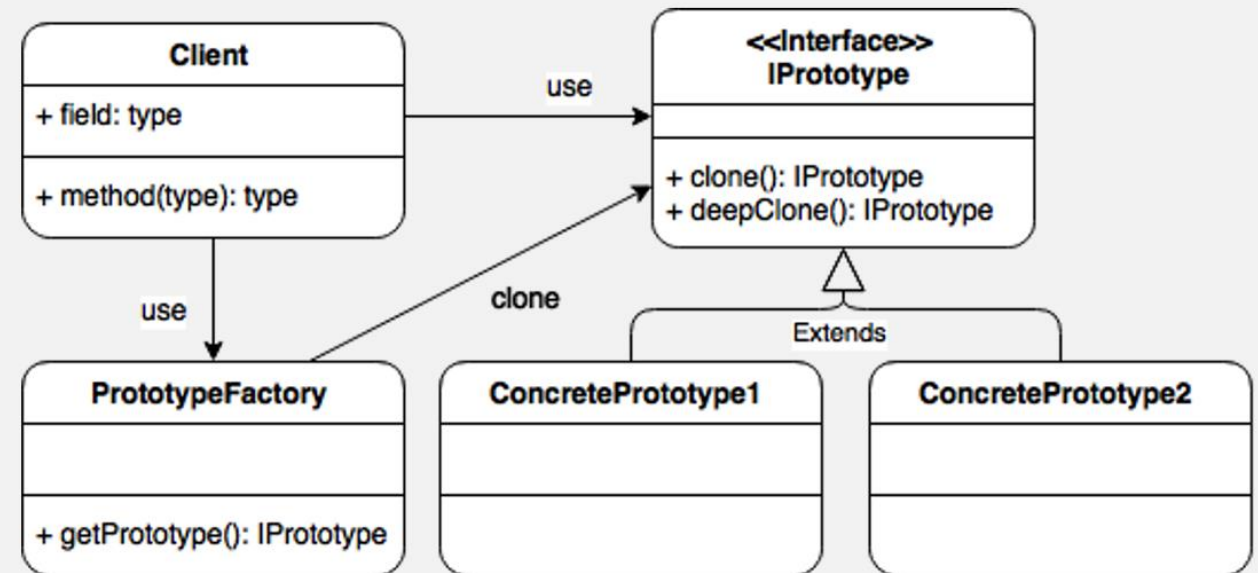 Client
+ field: type
+ method(type): type
use
<<Interface>>
IPrototype
+ clone(): IPrototype
+ deepClone(): IPrototype
use
clone
Extends
PrototypeFactory
+ getPrototype(): IPrototype
ConcretePrototype1
ConcretePrototype2